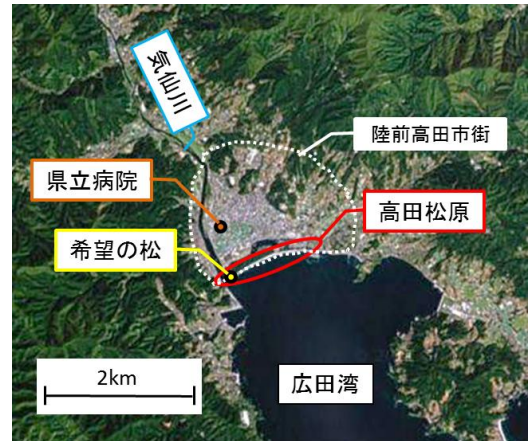 気仙川
陸前高田市街
県立病院
高田松原
希望の松
2km
広田湾